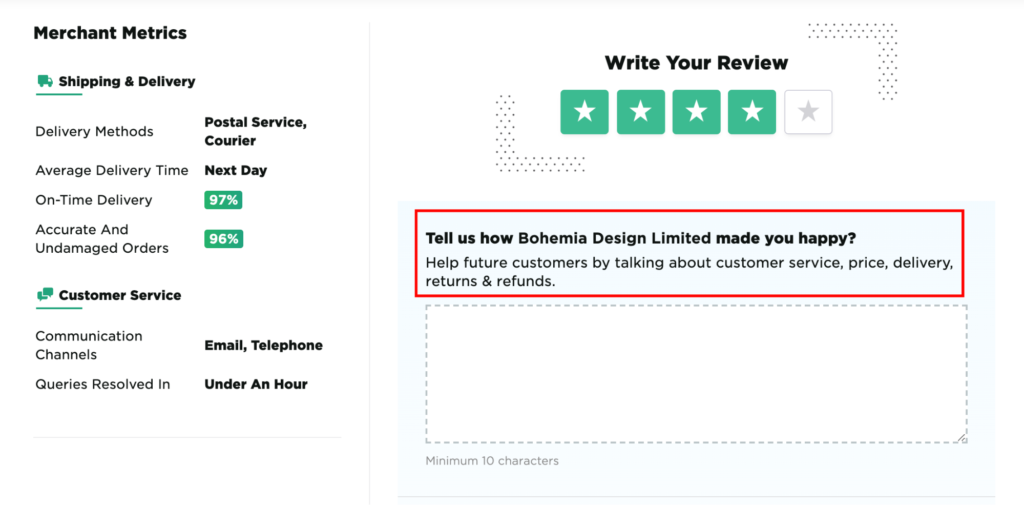 Merchant Metrics
Shipping & Delivery
Delivery Methods
Postal Service,
Courier
Average Delivery Time
Next Day
On-Time Delivery
97%
Accurate And
Undamaged Orders
96%
Customer Service
Communication
Channels
Email, Telephone
Queries Resolved In
Under An Hour
Write Your Review
Tell us how Bohemia Design Limited made you happy?
Help future customers by talking about customer service, price, delivery,
returns & refunds.
Minimum 10 characters